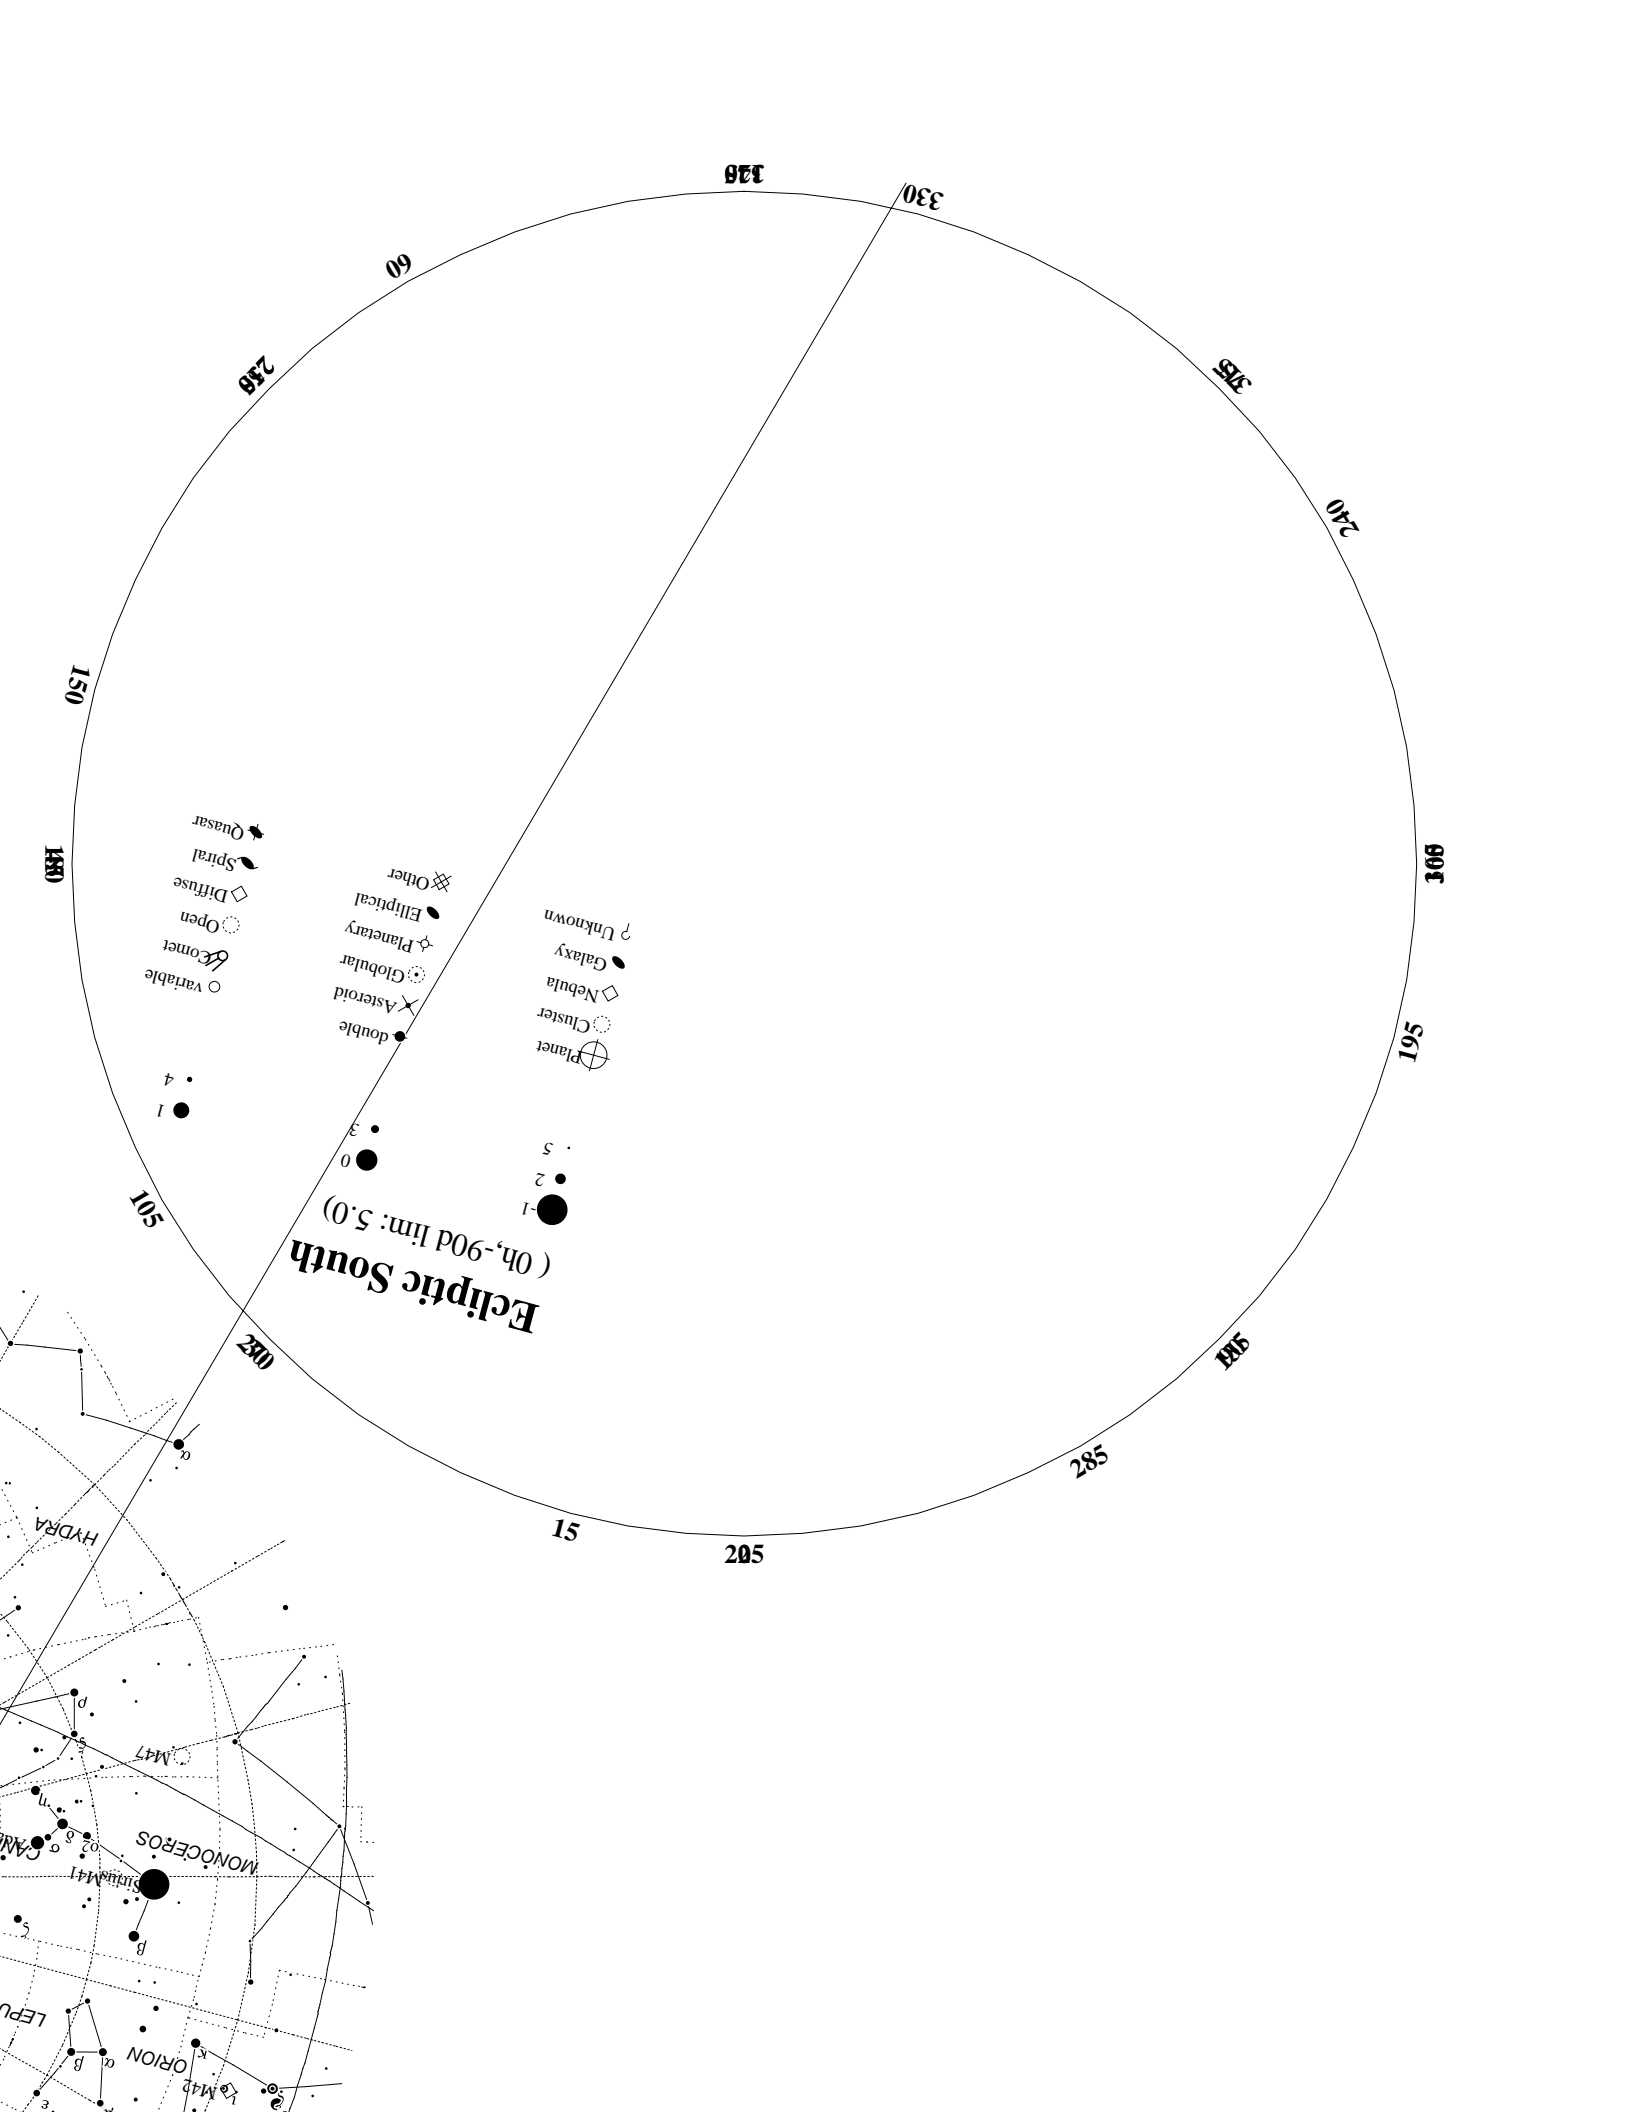 330
60
240
150
195
105
285
15
Quasar
Spiral
Diffuse
Open
Comet
variable
Other
Elliptical
Planetary
Globular
Asteroid
double
Unknown
Galaxy
Nebula
Cluster
Planet
4
1
3
0
5
2
-1
( 0h,-90d lim: 5.0)
Ecliptic South
α
HYDRA
ρ
ξ
M47
η
δ
σ
o2
MONOCEROS
Sirius
M41
β
ζ
β
α
ORION
κ
M42
ι
ε